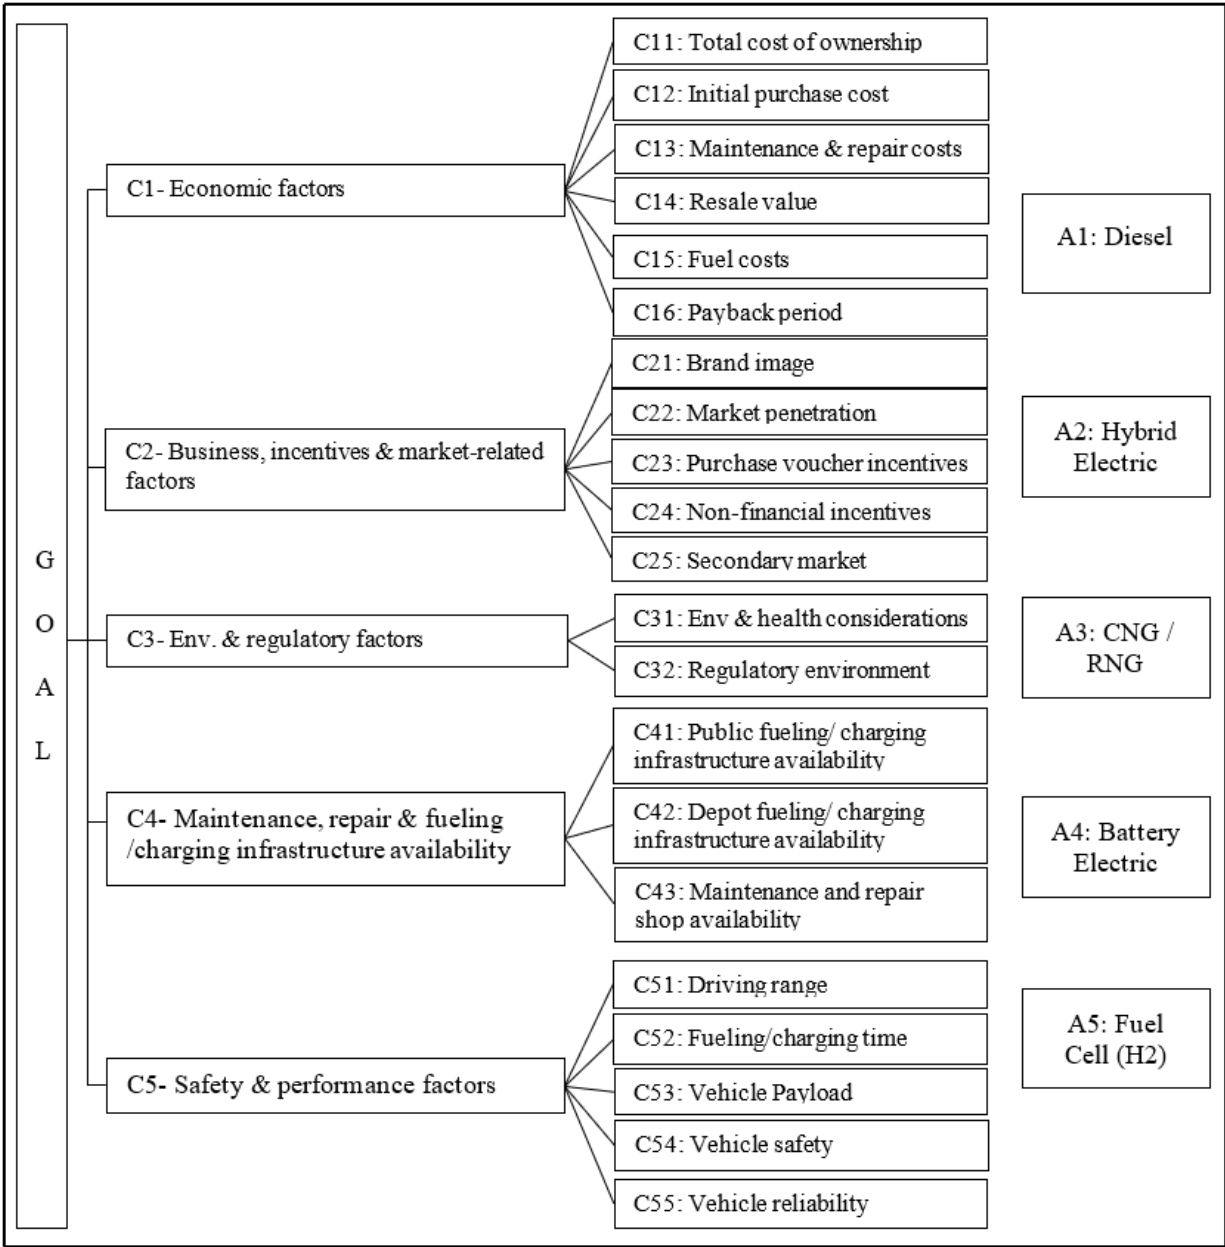 G
O
A
L
C1- Economic factors
C11: Total cost of ownership
C12: Initial purchase cost
C13: Maintenance & repair costs
C14: Resale value
C15: Fuel costs
C16: Payback period
C2- Business, incentives & market-related
factors
C21: Brand image
C22: Market penetration
C23: Purchase voucher incentives
C24: Non-financial incentives
C25: Secondary market
C3- Env. & regulatory factors
C31: Env & health considerations
C32: Regulatory environment
C4- Maintenance, repair & fueling
/charging infrastructure availability
C41: Public fueling/ charging
infrastructure availability
C42: Depot fueling/ charging
infrastructure availability
C43: Maintenance and repair
shop availability
C5- Safety & performance factors
C51: Driving range
C52: Fueling/charging time
C53: Vehicle Payload
C54: Vehicle safety
C55: Vehicle reliability
A1: Diesel
A2: Hybrid
Electric
A3: CNG /
RNG
A4: Battery
Electric
A5: Fuel
Cell (H2)